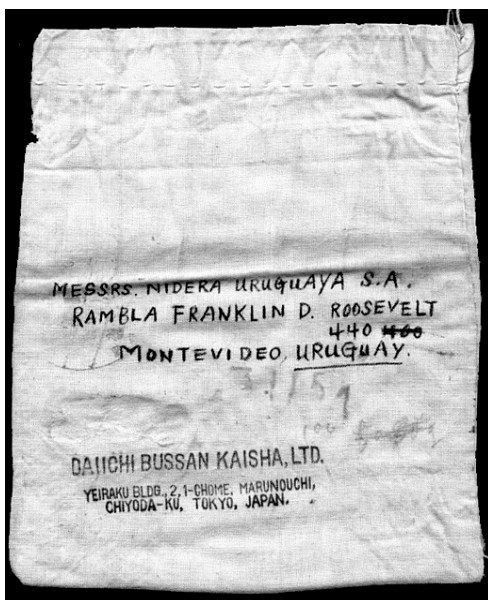 MESSRS. NIDERA URUGUAYA S.A.
RAMBLA FRANKLIN D. ROOSEVELT
440
MONTEVIDEO, URUGUAY.
DAIICHI BUSSAN KAISHA, LTD.
YEIRAKU BLDG., 2, 1-CHOME, MARUNOUCHI,
CHIYODA-KU, TOKYO, JAPAN.